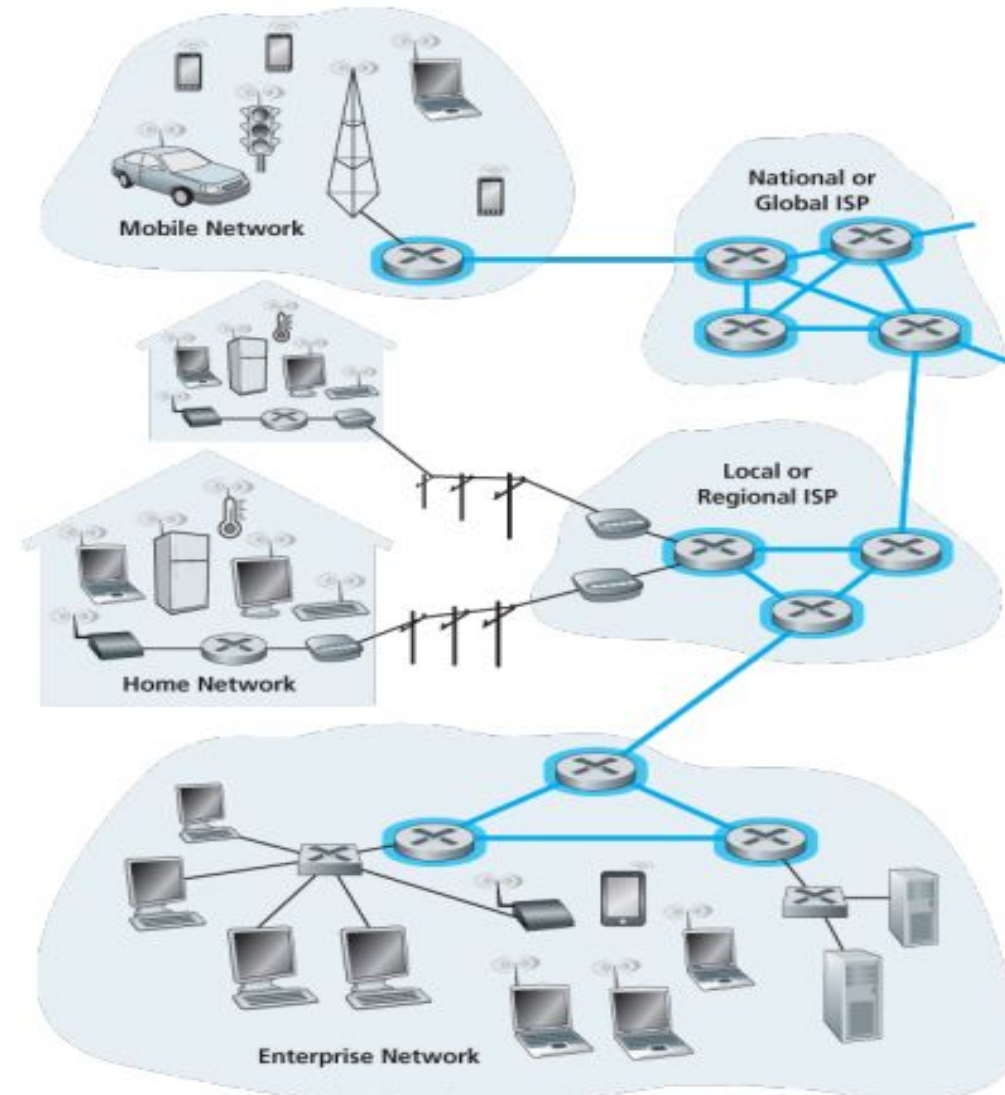 Mobile Network
National or
Global ISP
Local or
Regional ISP
Home Network
Enterprise Network